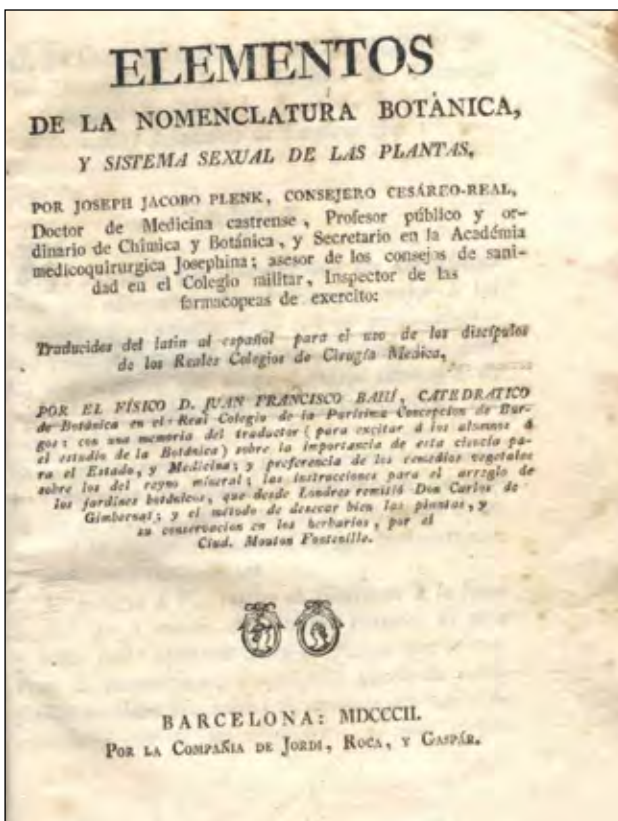 ELEMENTOS
DE LA NOMENCLATURA BOTÁNICA,
Y SISTEMA SEXUAL DE LAS PLANTAS,
POR JOSEPH JACOBO PLENK, CONSEJERO CESÁREO-REAL,
Doctor de Medicina castrense, Profesor público y or-
dinario de Chîmica y Botánica, y Secretario en la Académia
medicoquirurgica Josephina; asesor de los consejos de sani-
dad en el Colegio militar, Inspector de las
farmacopeas de exercito:
Traducidos del latin al español para el uso de los discípulos
de los Reales Colegios de Cirugía Medica,
POR EL FÍSICO D. JUAN FRANCISCO BAHÍ, CATEDRATICO
de Botánica en el Real Colegio de la Purísima Concepcion de Bur-
gos: con una memoria del traductor (para excitar á los alumnos á
el estudio de la Botánica) sobre la importancia de esta ciencia pa-
ra el Estado, y Medicina; y preferencia de los remedios vegetales
sobre los del reyno mineral; las instrucciones para el arreglo de
los jardines botánicos, que desde Londres remitió Don Carlos de
Gimbernat; y el método de desecar bien las plantas, y
su conservacion en los herbarios, por el
Ciud. Mouton Fontenille.
BARCELONA: MDCCCII.
POR LA COMPAÑIA DE JORDI, ROCA, Y GASPÁR.